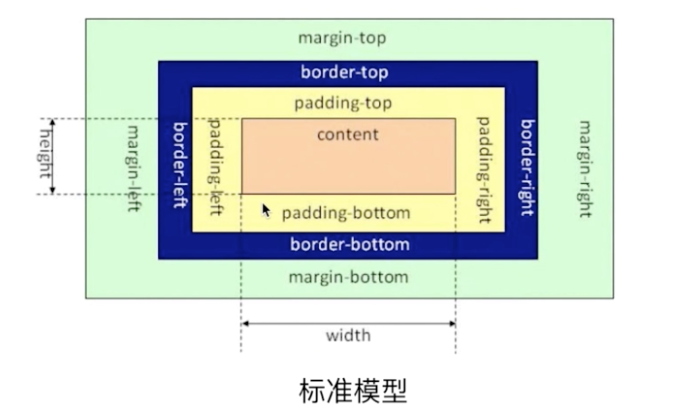 margin-top
border-top
padding-top
content
height
margin-left
border-left
padding-left
padding-right
border-right
margin-right
padding-bottom
border-bottom
margin-bottom
width
标准模型